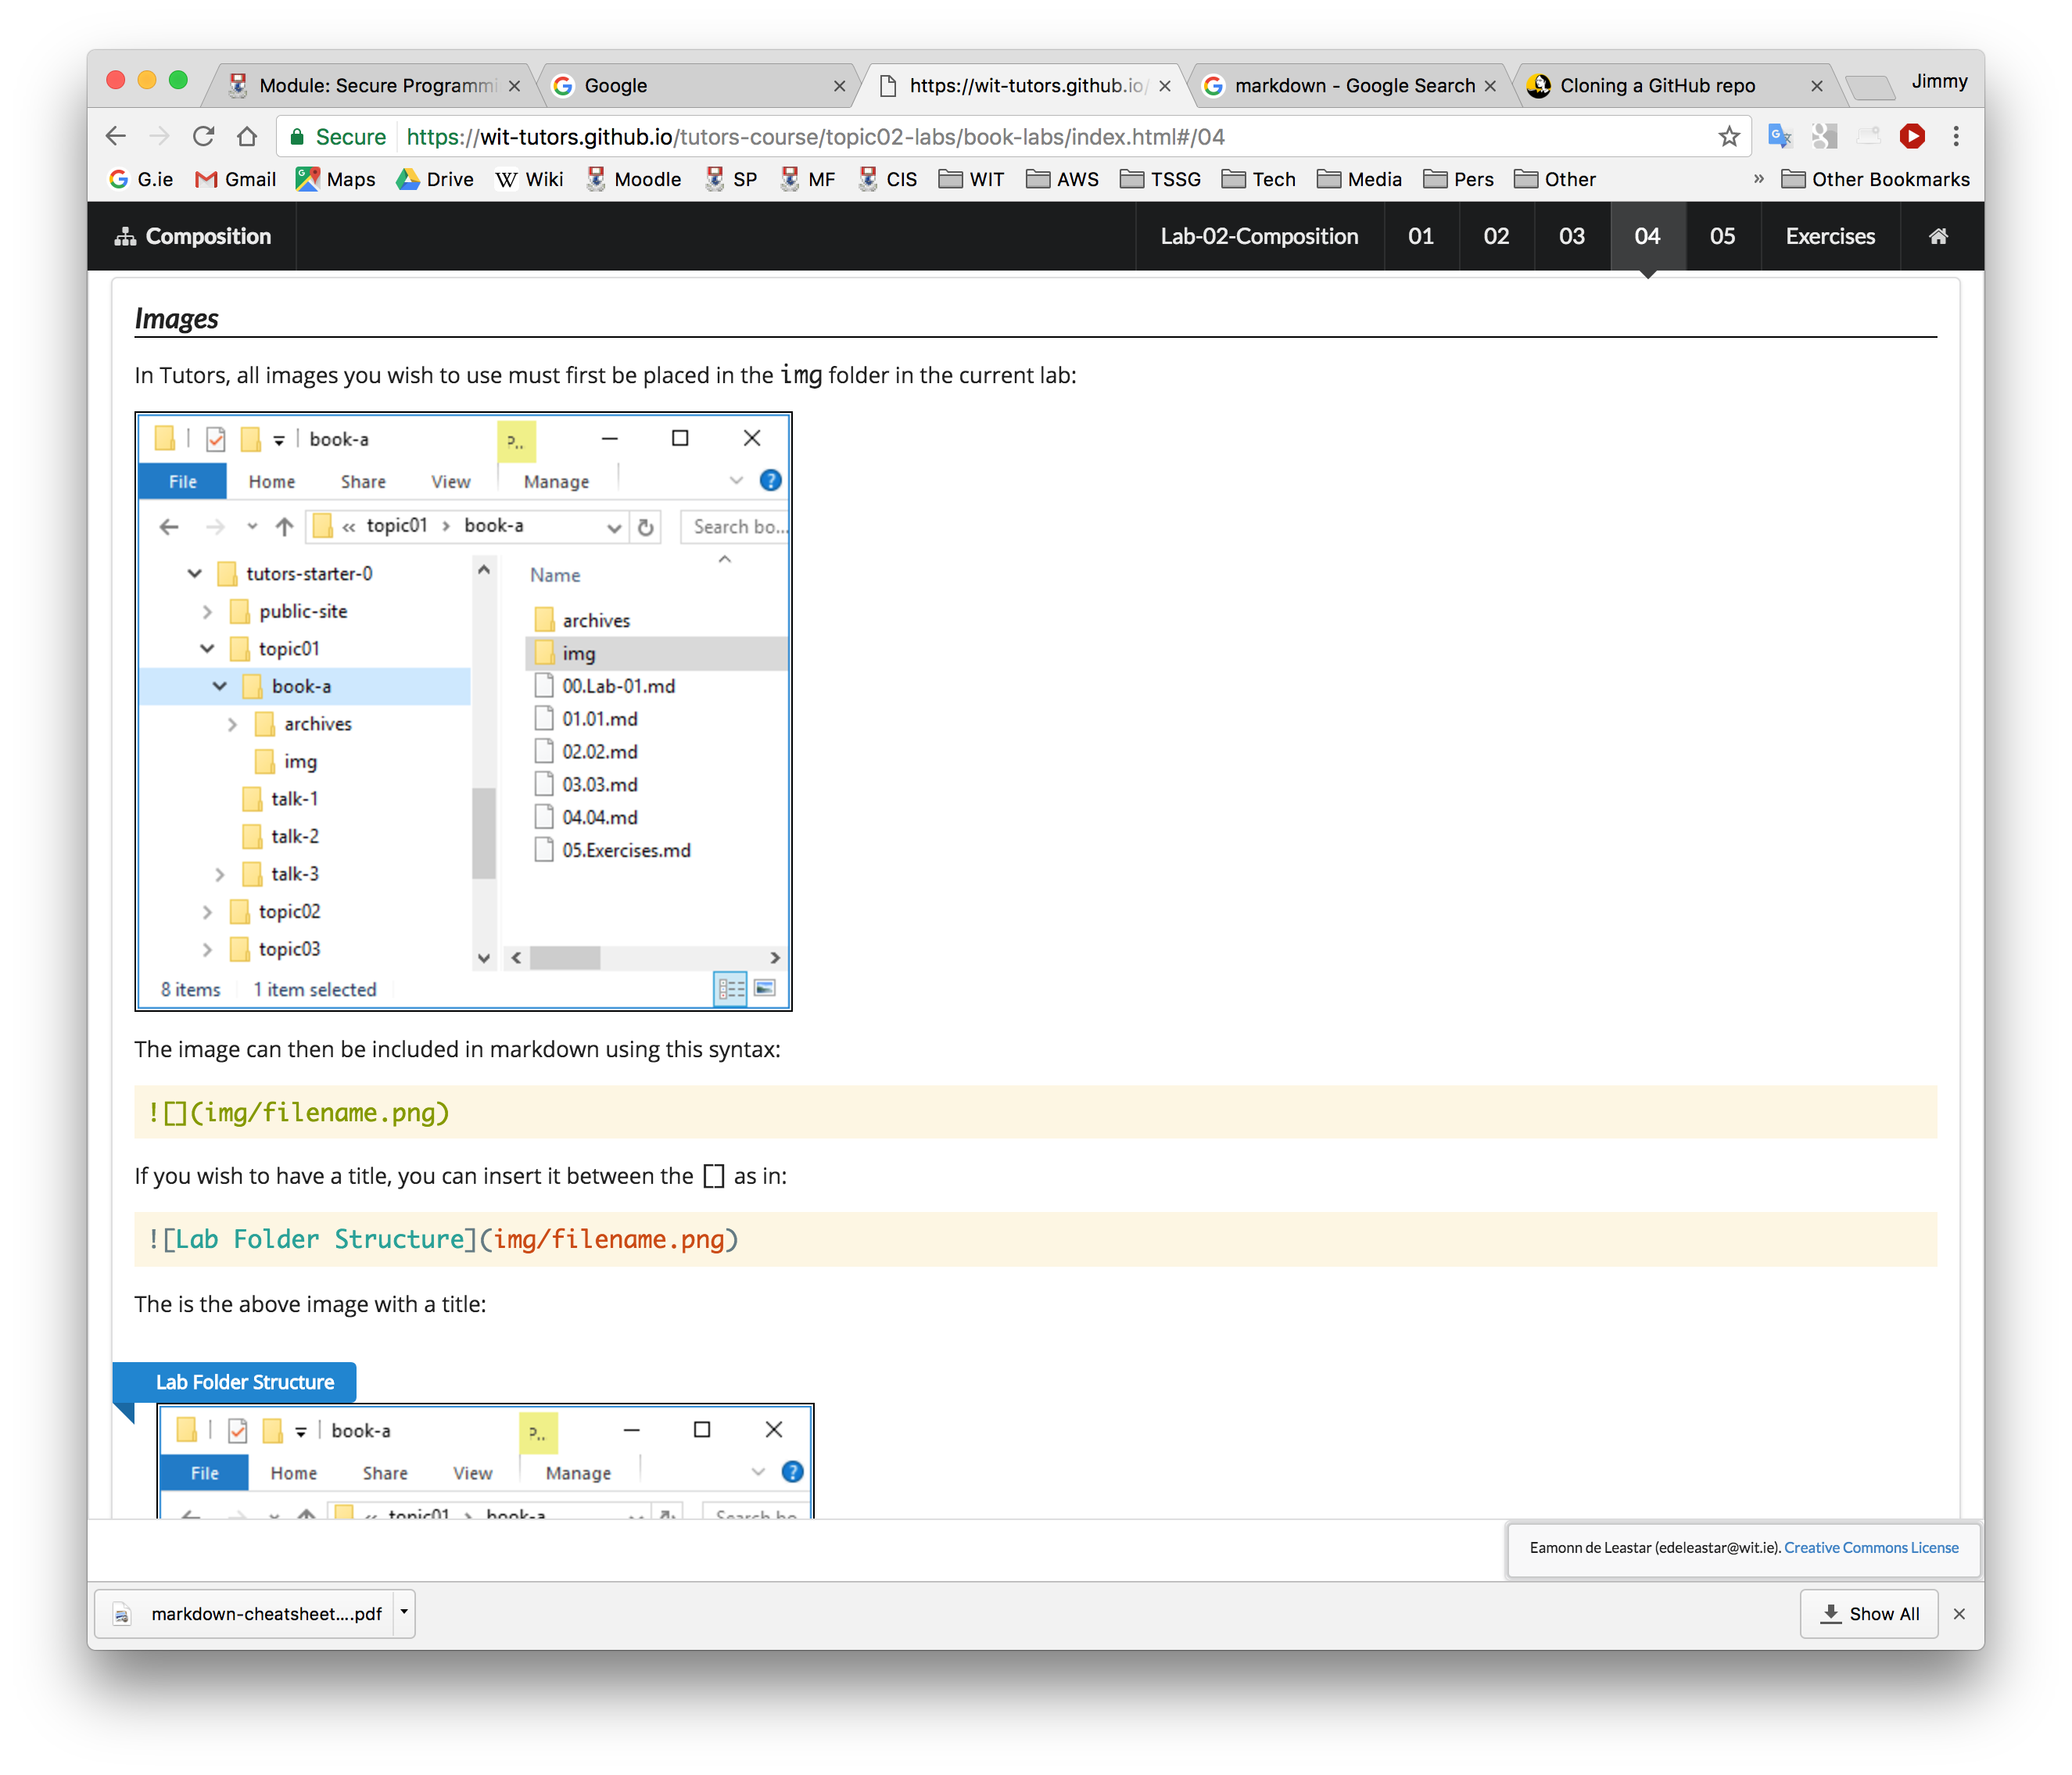 Module: Secure Programmi
Google
https://wit-tutors.github.io/
markdown - Google Search
Cloning a GitHub repo
Jimmy
Secure https://wit-tutors.github.io/tutors-course/topic02-labs/book-labs/index.html#/04
G.ie Gmail Maps Drive Wiki Moodle SP MF CIS WIT AWS TSSG Tech Media Pers Other » Other Bookmarks
Composition Lab-02-Composition 01 02 03 04 05 Exercises
Images
In Tutors, all images you wish to use must first be placed in the img folder in the current lab:
book-a
File Home Share View Manage
« topic01 › book-a Search bo...
tutors-starter-0
Name
public-site
archives
topic01
img
book-a
00.Lab-01.md
archives
01.01.md
img
02.02.md
talk-1
03.03.md
talk-2
04.04.md
talk-3
05.Exercises.md
topic02
topic03
8 items 1 item selected
The image can then be included in markdown using this syntax:
![](img/filename.png)
If you wish to have a title, you can insert it between the [] as in:
![Lab Folder Structure](img/filename.png)
The is the above image with a title:
Lab Folder Structure
book-a
File Home Share View Manage
« topic01 › book-a Search bo
Eamonn de Leastar (edeleastar@wit.ie). Creative Commons License
markdown-cheatsheet....pdf
Show All